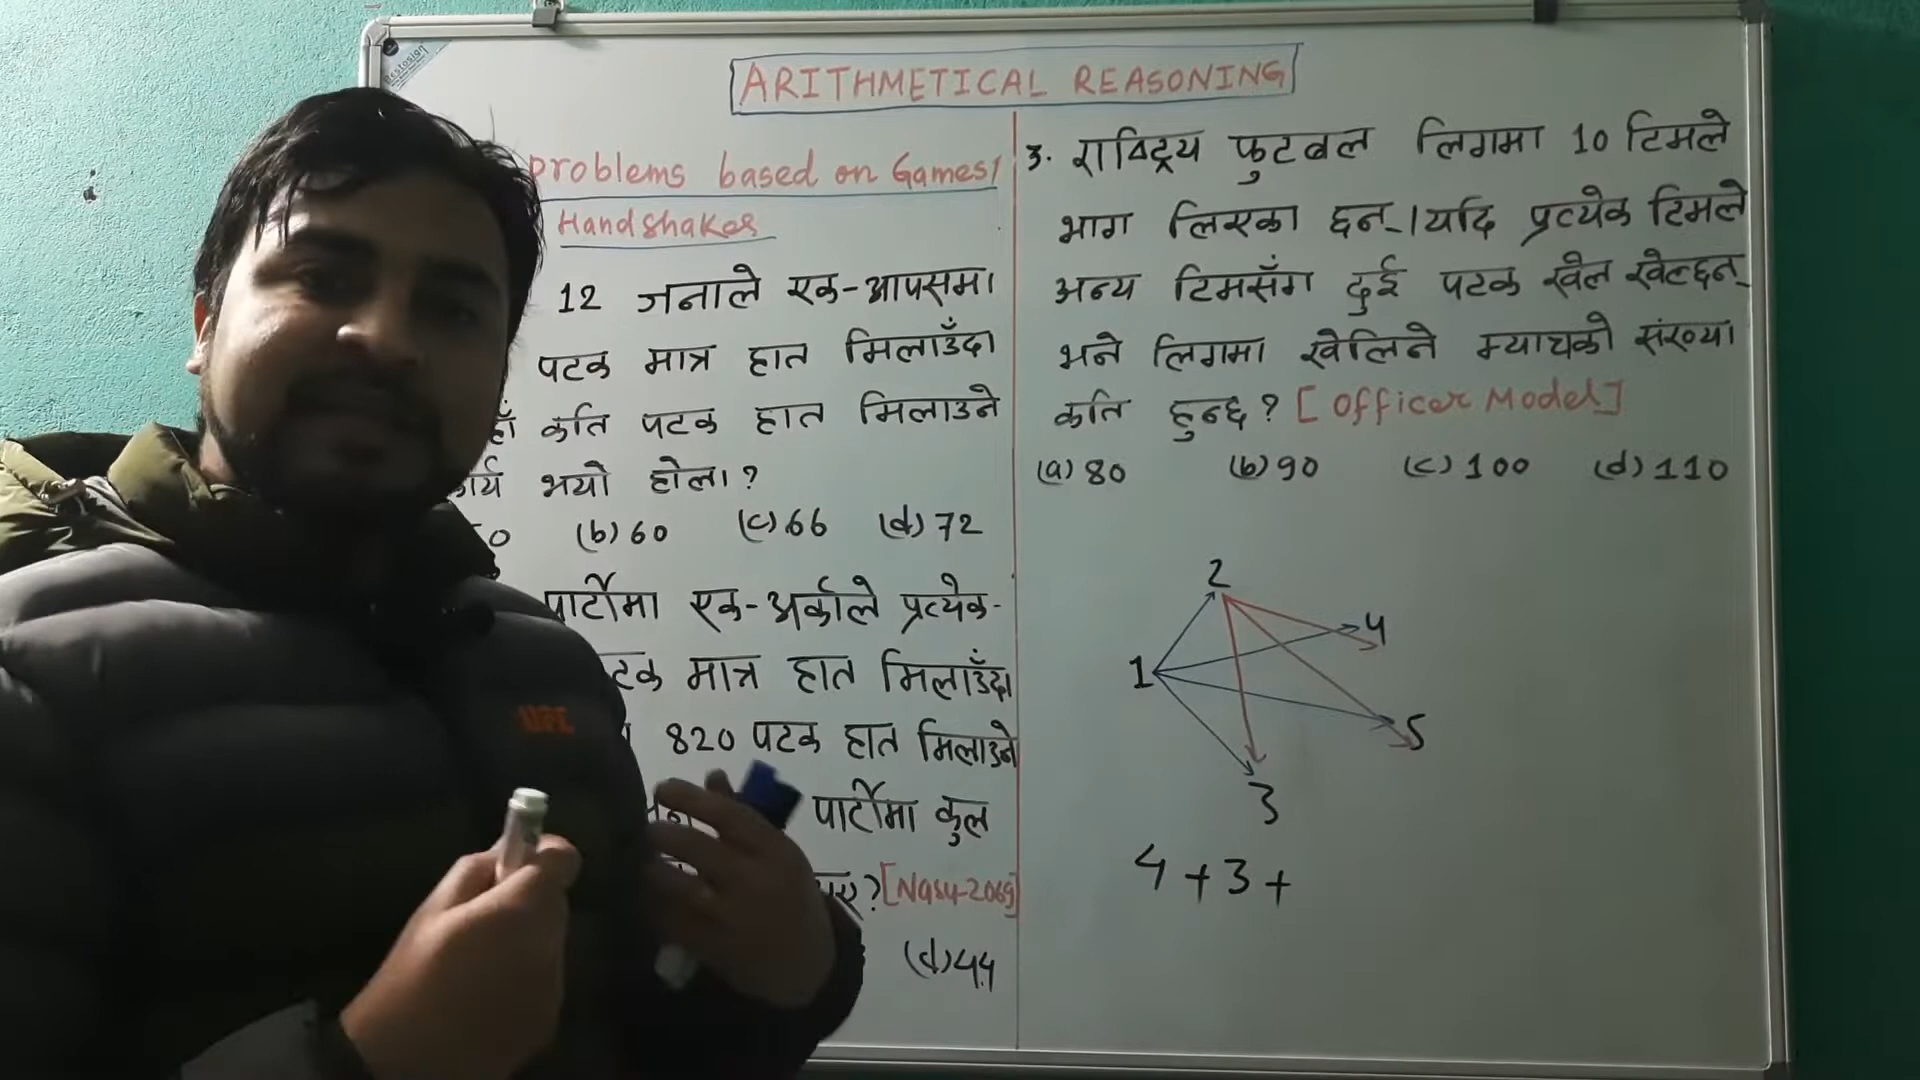 ecutosign
ARITHMETICAL REASONING
Problems based on Games/
Handshakes
12 जनाले एक-आपसमा
पटक मात्र हात मिलाउँदा
कति पटक हात मिलाउने
भयो होला?
(b) 60 (c) 66 (d) 72
पार्टीमा एक-अर्काले प्रत्येक-
मात्र हात मिलाउँदा
820 पटक हात मिलाउने
पार्टीमा कुल
[Nasu-2069]
(d) 44
3. राष्ट्रिय फुटबल लिगमा 10 टिमले
भाग लिएका छन्।यदि प्रत्येक टिमले
अन्य टिमसँग दुई पटक खेल खेल्छन्
भने लिगमा खेलिने म्याचको संख्या
कति हुन्छ? [Officer Model]
(a) 80 (b) 90 (c) 100 (d) 110
2
4
1
5
3
4 + 3 +